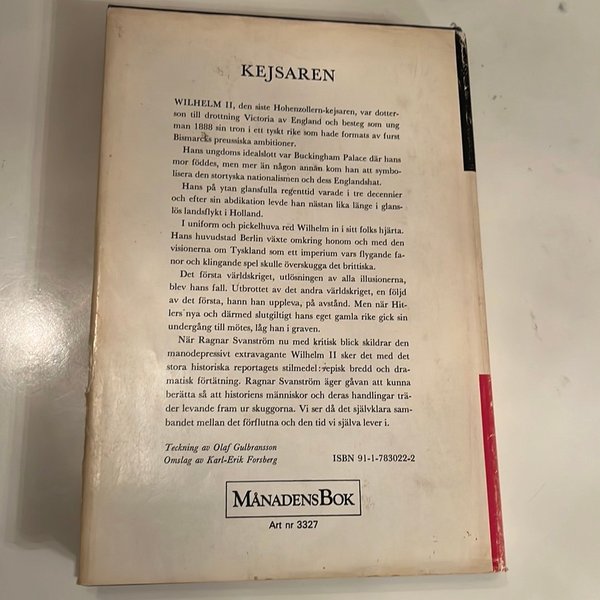 KEJSAREN
WILHELM II, den siste Hohenzollern-kejsaren, var dotter-
son till drottning Victoria av England och besteg som ung
man 1888 sin tron i ett tyskt rike som hade formats av furst
Bismarcks preussiska ambitioner.
Hans ungdoms idealslott var Buckingham Palace där hans
mor föddes, men mer än någon annan kom han att symbo-
lisera den stortyska nationalismen och dess Englandshat.
Hans på ytan glansfulla regenttid varade i tre decennier
och efter sin abdikation levde han nästan lika länge i glans-
lös landsflykt i Holland.
I uniform och pickelhuva red Wilhelm in i sitt folks hjärta.
Hans huvudstad Berlin växte omkring honom och med den
visionerna om Tyskland som ett imperium vars flygande fa-
nor och klingande spel skulle överskugga det brittiska.
Det första världskriget, utlösningen av alla illusionerna,
blev hans fall. Utbrottet av det andra världskriget, en följd
av det första, hann han uppleva, på avstånd. Men när Hit-
lers nya och därmed slutgiltigt hans eget gamla rike gick sin
undergång till mötes, låg han i graven.
När Ragnar Svanström nu med kritisk blick skildrar den
manodepressivt extravagante Wilhelm II sker det med det
stora historiska reportagets stilmedel: episk bredd och dra-
matisk förtätning. Ragnar Svanström äger gåvan att kunna
berätta så att historiens människor och deras handlingar trä-
der levande fram ur skuggorna. Vi ser då det självklara sam-
bandet mellan det förflutna och den tid vi själva lever i.
Teckning av Olaf Gulbransson
Omslag av Karl-Erik Forsberg
ISBN 91-1-783022-2
MÅNADENSBOK
Art nr 3327